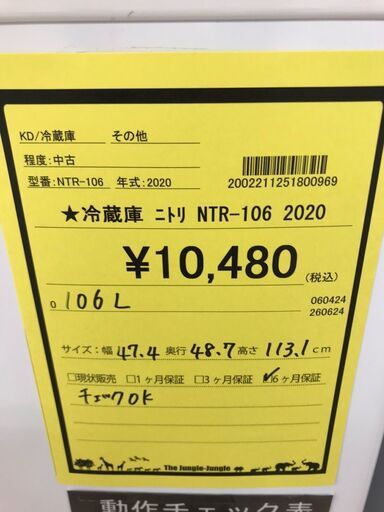 KD/冷蔵庫 その他
程度:中古
型番:NTR-106 年式:2020
2002211251800969
★冷蔵庫 ﾆﾄﾘ NTR-106 2020
¥10,480(税込)
0 106L
060424
260624
サイズ:幅 47.4 奥行 48.7 高さ 113.1 cm
□現状販売 □1ヶ月保証 □3ヶ月保証 ☑6ヶ月保証
チェックOK
The Jungle-Jungle
動作チェック表